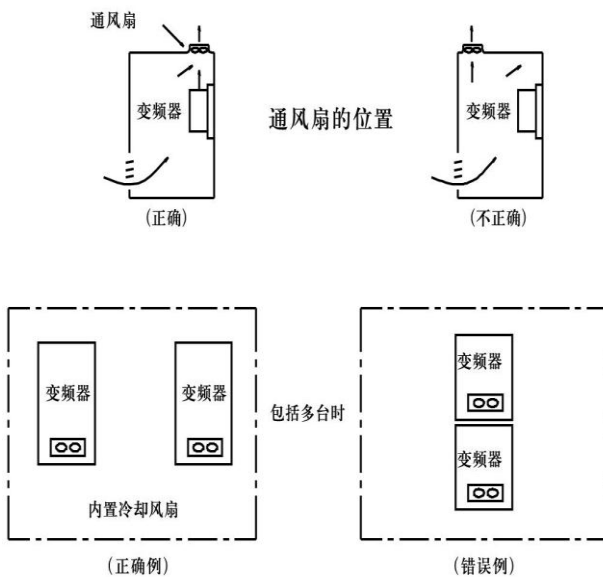 通风扇
变频器
通风扇的位置
变频器
(正确)
(不正确)
变频器
变频器
包括多台时
变频器
变频器
内置冷却风扇
(正确例)
(错误例)